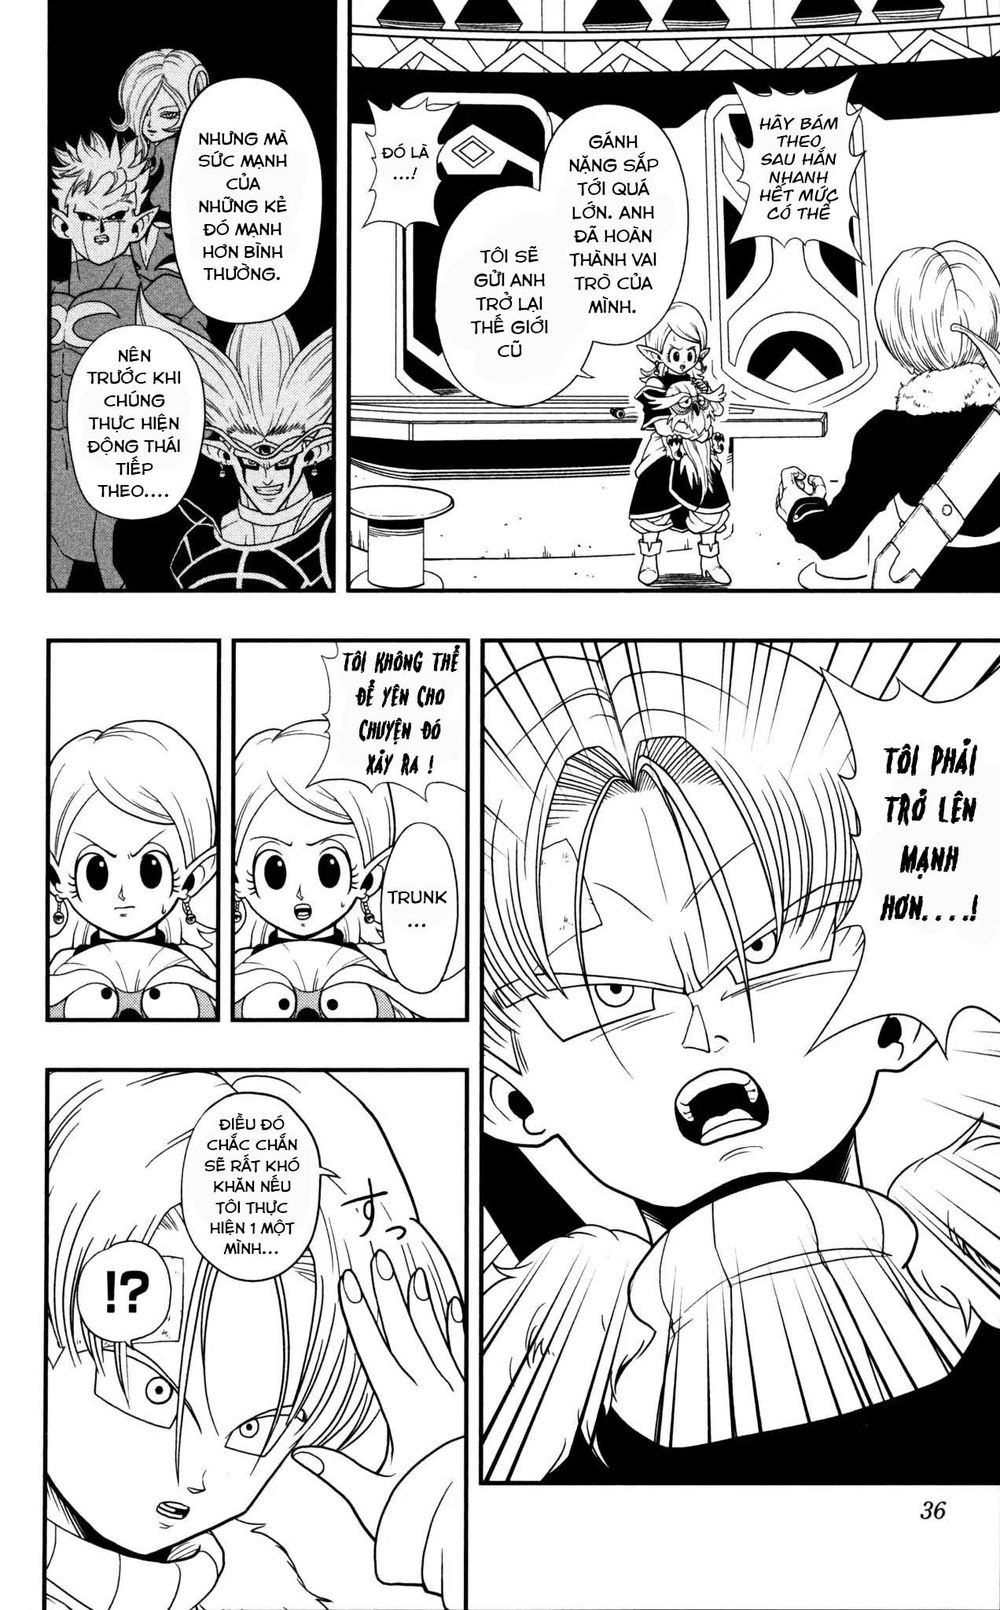 HÃY BÁM
THEO
SAU HẮN
NHANH
HẾT MỨC
CÓ THỂ
GÁNH
NẶNG SẮP
TỚI QUÁ
LỚN. ANH
ĐÃ HOÀN
THÀNH VAI
TRÒ CỦA
MÌNH.
TÔI SẼ
GỬI ANH
TRỞ LẠI
THẾ GIỚI
CŨ
ĐÓ LÀ
...!
NHƯNG MÀ
SỨC MẠNH
CỦA
NHỮNG KẺ
ĐÓ MẠNH
HƠN BÌNH
THƯỞNG.
NÊN
TRƯỚC KHI
CHÚNG
THỰC HIỆN
ĐỘNG THÁI
TIẾP
THEO....
TÔI PHẢI
TRỞ LÊN
MẠNH
HƠN....!
TÔI KHÔNG THỂ
ĐỂ YÊN CHO
CHUYỆN ĐÓ
XẢY RA !
TRUNK
...
ĐIỀU ĐÓ
CHẮC CHẮN
SẼ RẤT KHÓ
KHĂN NẾU
TÔI THỰC
HIỆN 1 MỘT
MÌNH...
すっ
!?
36